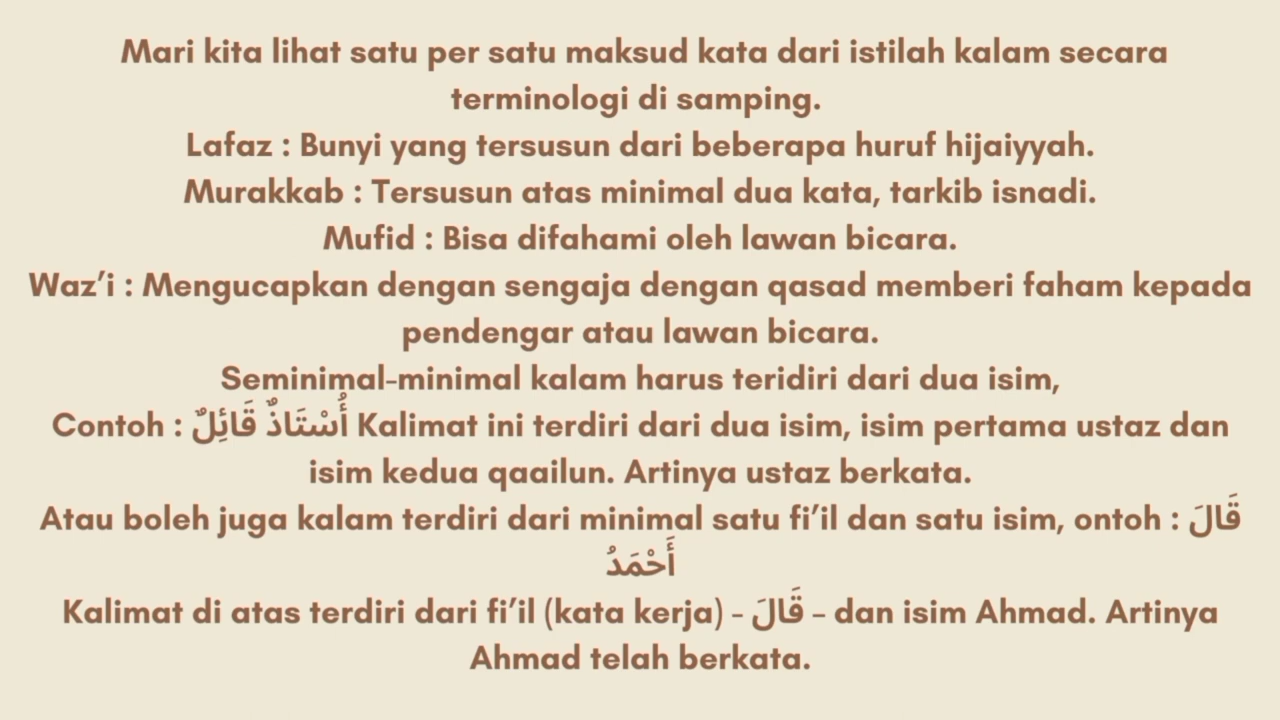 Mari kita lihat satu per satu maksud kata dari istilah kalam secara
terminologi di samping.
Lafaz : Bunyi yang tersusun dari beberapa huruf hijaiyyah.
Murakkab : Tersusun atas minimal dua kata, tarkib isnadi.
Mufid : Bisa difahami oleh lawan bicara.
Waz’i : Mengucapkan dengan sengaja dengan qasad memberi faham kepada
pendengar atau lawan bicara.
Seminimal-minimal kalam harus teridiri dari dua isim,
Contoh : أُسْتَاذٌ قَائِلٌ Kalimat ini terdiri dari dua isim, isim pertama ustaz dan
isim kedua qaailun. Artinya ustaz berkata.
Atau boleh juga kalam terdiri dari minimal satu fi’il dan satu isim, ontoh : قَالَ
أَحْمَدُ
Kalimat di atas terdiri dari fi’il (kata kerja) - قَالَ – dan isim Ahmad. Artinya
Ahmad telah berkata.